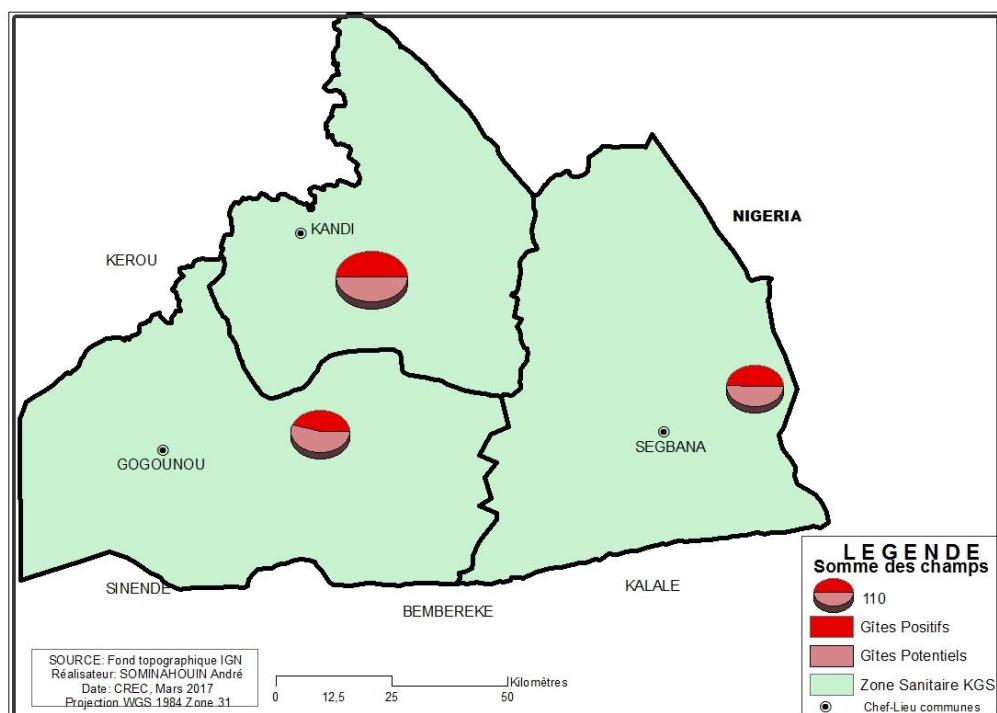 NIGERIA
KANDI
KEROU
SEGBANA
GOGOUNOU
SINENDE
KALALE
BEMBEREKE
LEGENDE
Somme des champs
110
Gîtes Positifs
Gîtes Potentiels
Zone Sanitaire KGS
Chef-Lieu communes
SOURCE: Fond topographique IGN
Réalisateur: SOMINAHOUIN André
Date: CREC, Mars 2017
Projection WGS 1984 Zone 31
Kilomètres
0 12,5 25 50